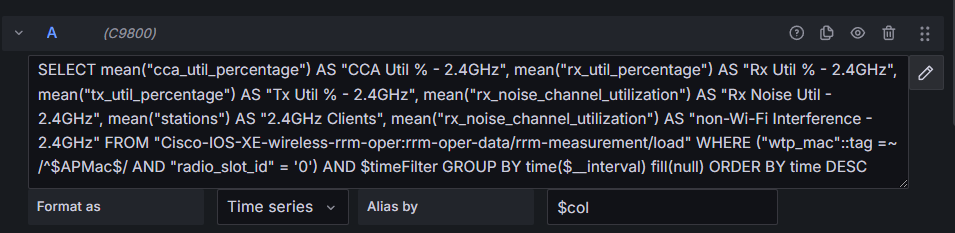 A (C9800)
SELECT mean("cca_util_percentage") AS "CCA Util % - 2.4GHz", mean("rx_util_percentage") AS "Rx Util % - 2.4GHz",
mean("tx_util_percentage") AS "Tx Util % - 2.4GHz", mean("rx_noise_channel_utilization") AS "Rx Noise Util -
2.4GHz", mean("stations") AS "2.4GHz Clients", mean("rx_noise_channel_utilization") AS "non-Wi-Fi Interference -
2.4GHz" FROM "Cisco-IOS-XE-wireless-rrm-oper:rrm-oper-data/rrm-measurement/load" WHERE ("wtp_mac"::tag =~
/^$APMac$/ AND "radio_slot_id" = '0') AND $timeFilter GROUP BY time($__interval) fill(null) ORDER BY time DESC
Format as Time series Alias by $col